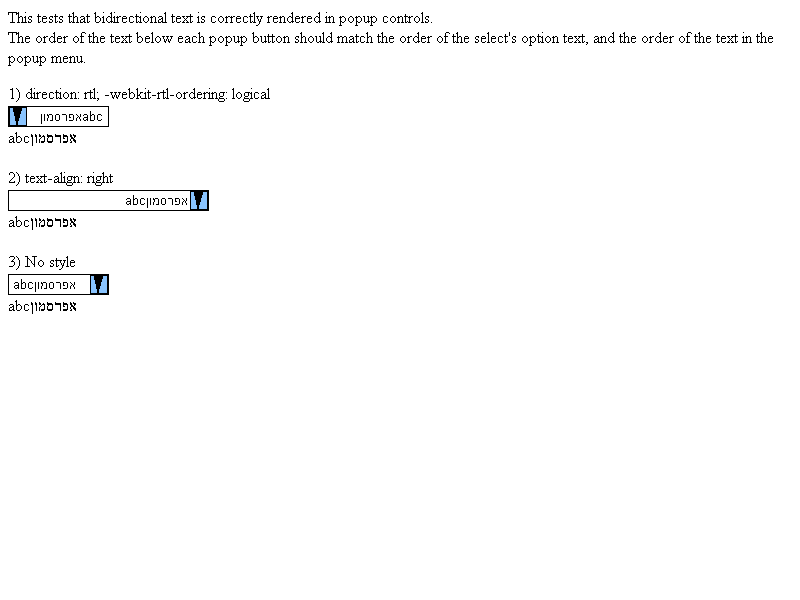 This tests that bidirectional text is correctly rendered in popup controls.
The order of the text below each popup button should match the order of the select's option text, and the order of the text in the
popup menu.
1) direction: rtl; -webkit-rtl-ordering: logical
abcאפרסמון
abcאפרסמון
2) text-align: right
abcאפרסמון
abcאפרסמון
3) No style
abcאפרסמון
abcאפרסמון